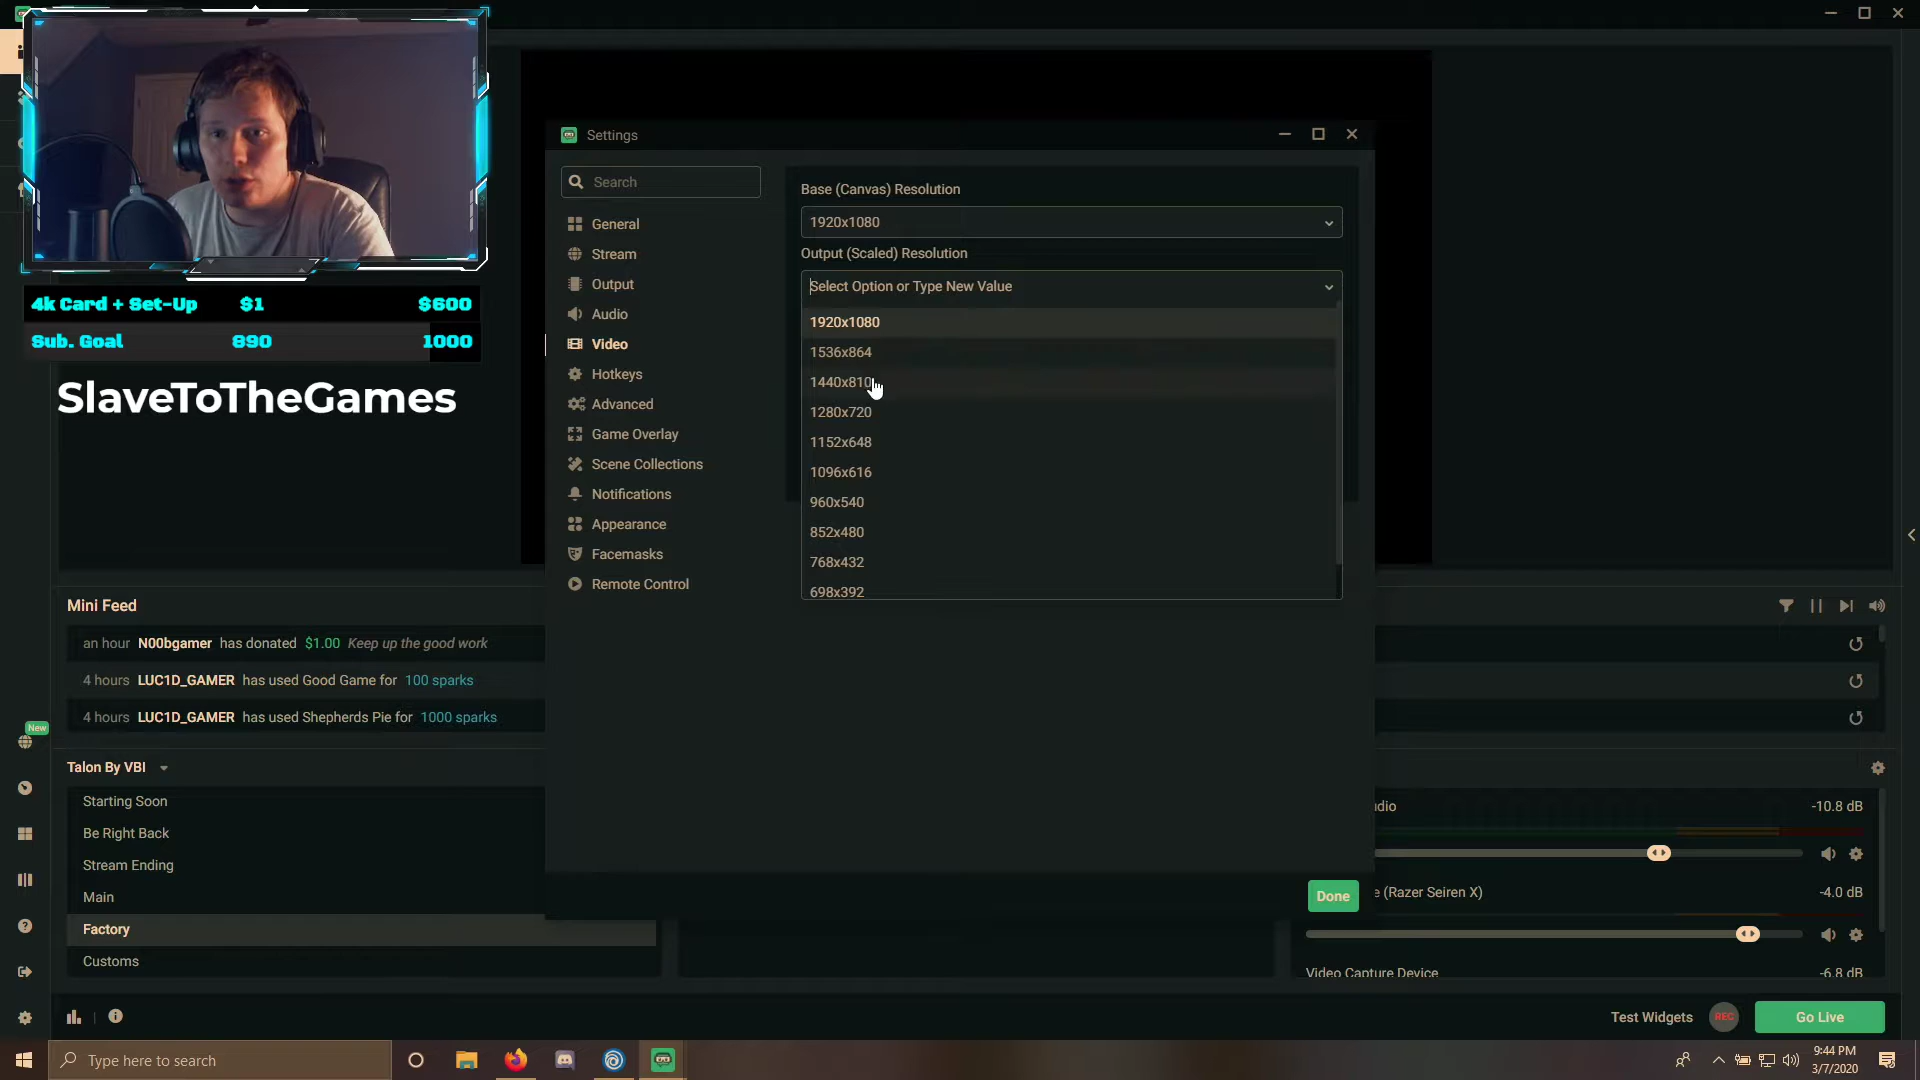 4k Card + Set-Up $1 $600
Sub. Goal 890 1000
SlaveToTheGames
Settings
Search
General
Stream
Output
Audio
Video
Hotkeys
Advanced
Game Overlay
Scene Collections
Notifications
Appearance
Facemasks
Remote Control
Base (Canvas) Resolution
1920x1080
Output (Scaled) Resolution
Select Option or Type New Value
1920x1080
1536x864
1440x810
1280x720
1152x648
1096x616
960x540
852x480
768x432
698x392
Done
Mini Feed
an hour N00bgamer has donated $1.00 Keep up the good work
4 hours LUC1D_GAMER has used Good Game for 100 sparks
4 hours LUC1D_GAMER has used Shepherds Pie for 1000 sparks
New
Talon By VBI
Starting Soon
Be Right Back
Stream Ending
Main
Factory
Customs
-10.8 dB
(Razer Seiren X) -4.0 dB
Video Capture Device -6.8 dB
Test Widgets REC Go Live
Type here to search
9:44 PM
3/7/2020